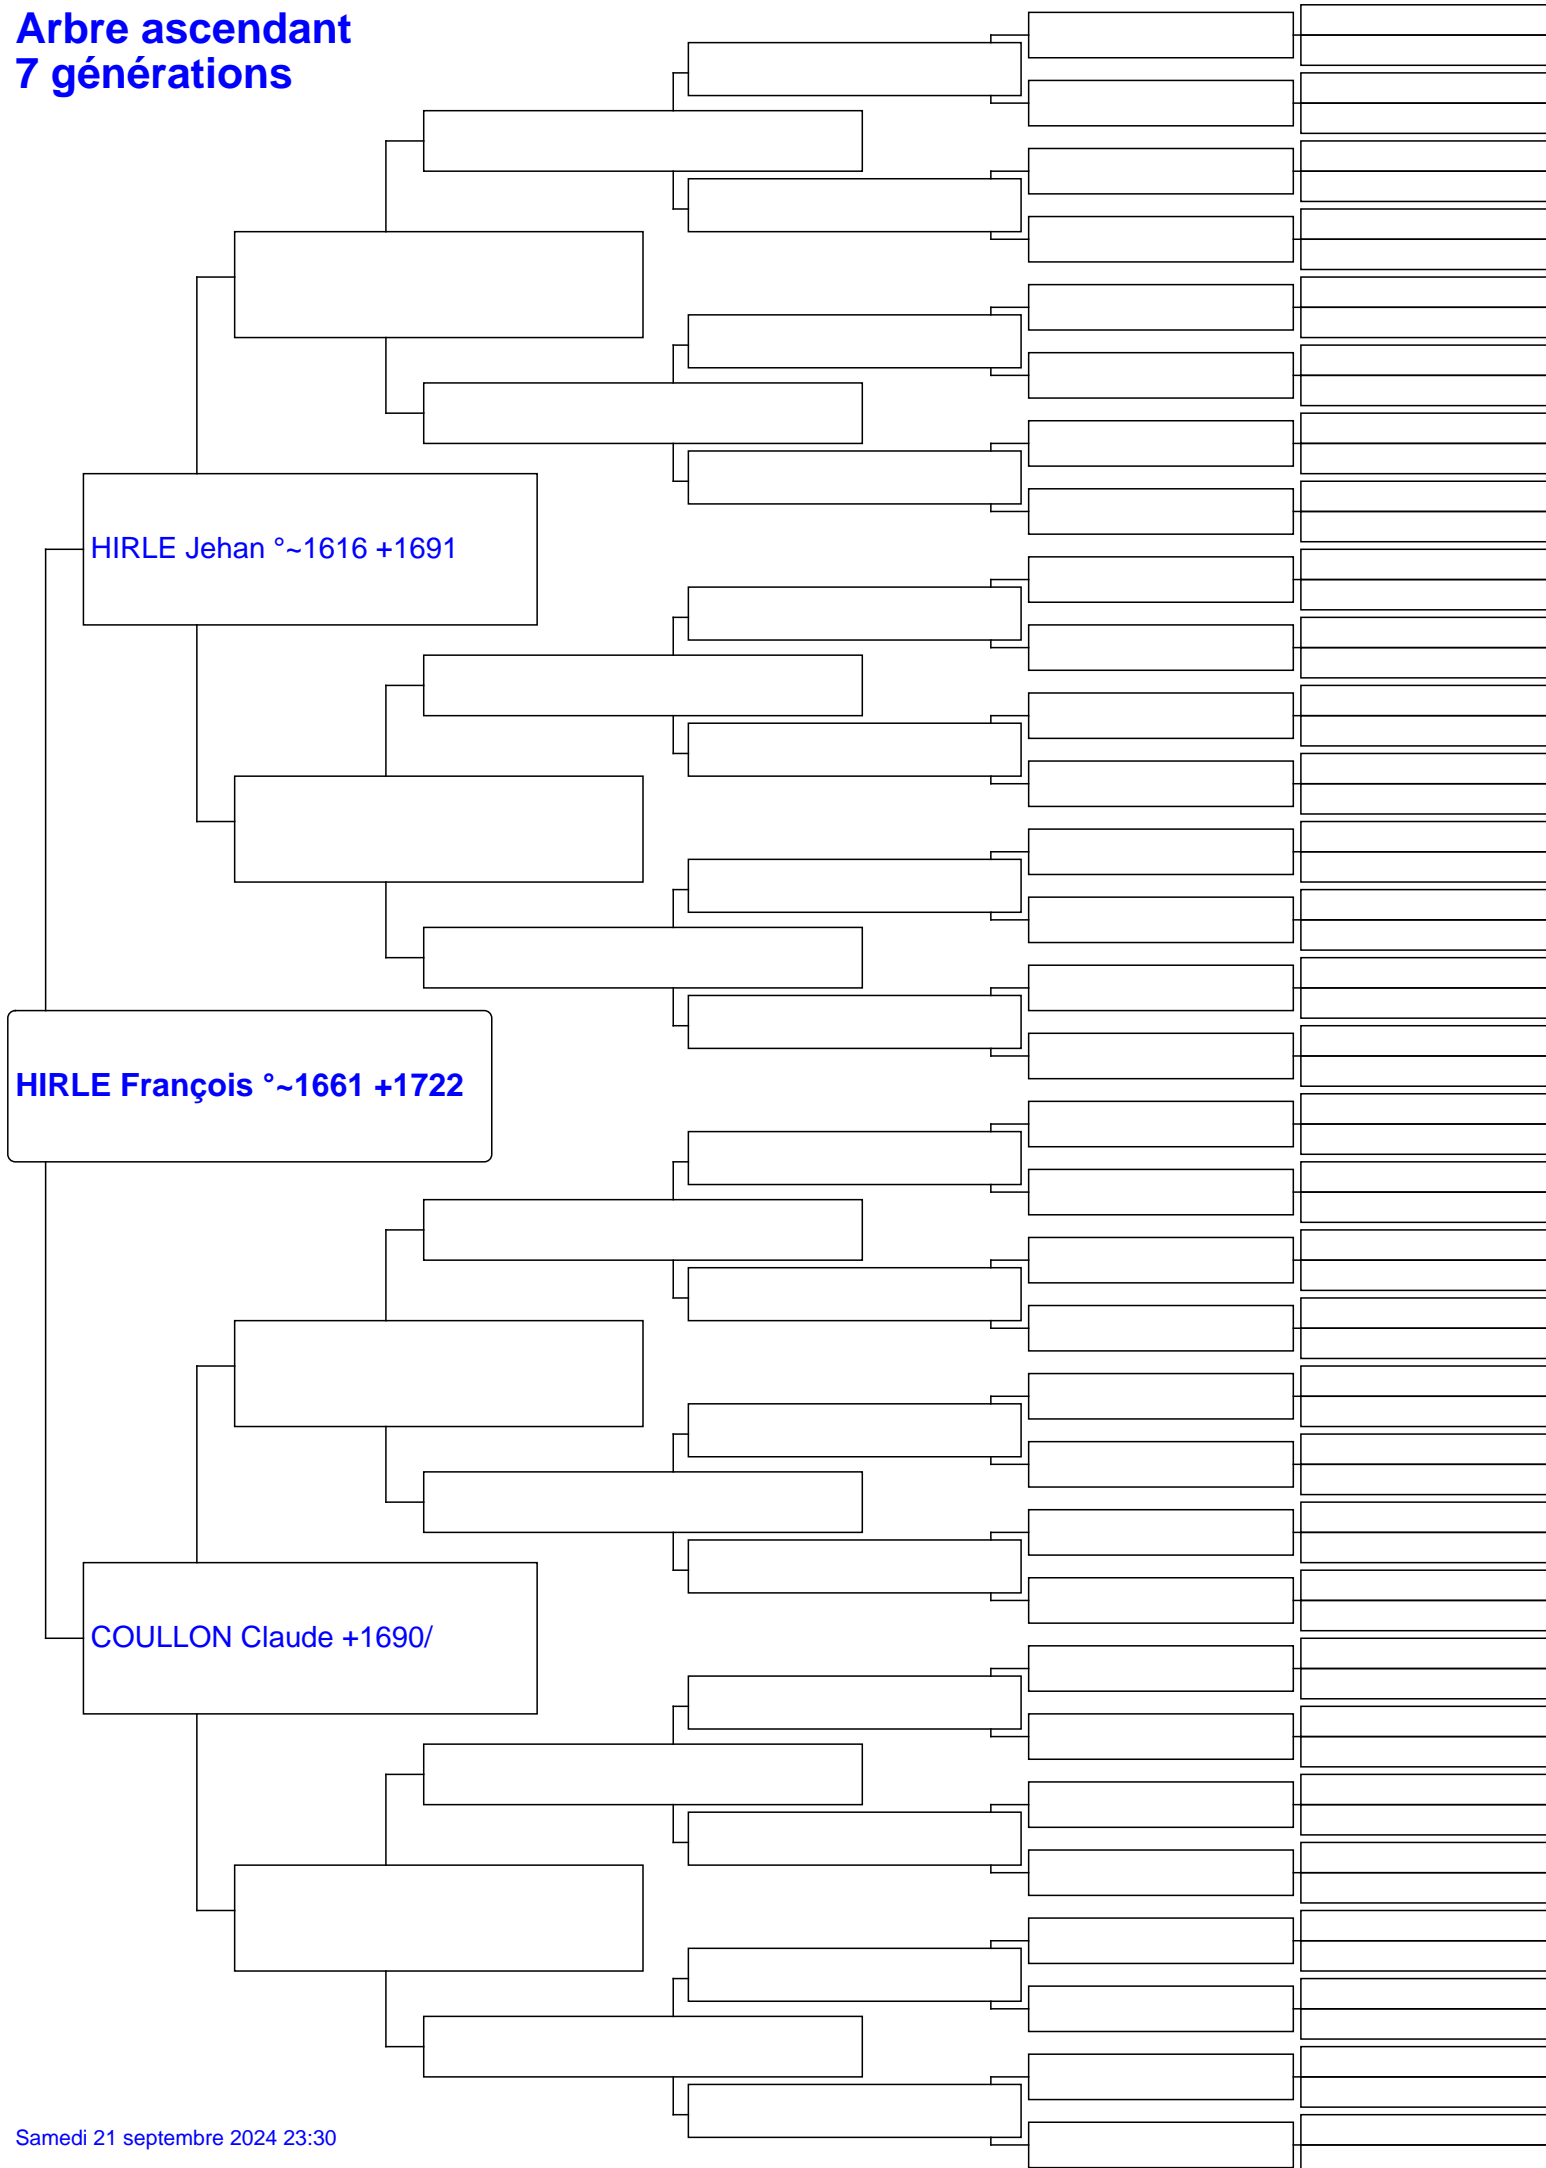 Arbre ascendant
7 générations
HIRLE Jehan °~1616 +1691
HIRLE François °~1661 +1722
COULLON Claude +1690/
Samedi 21 septembre 2024 23:30